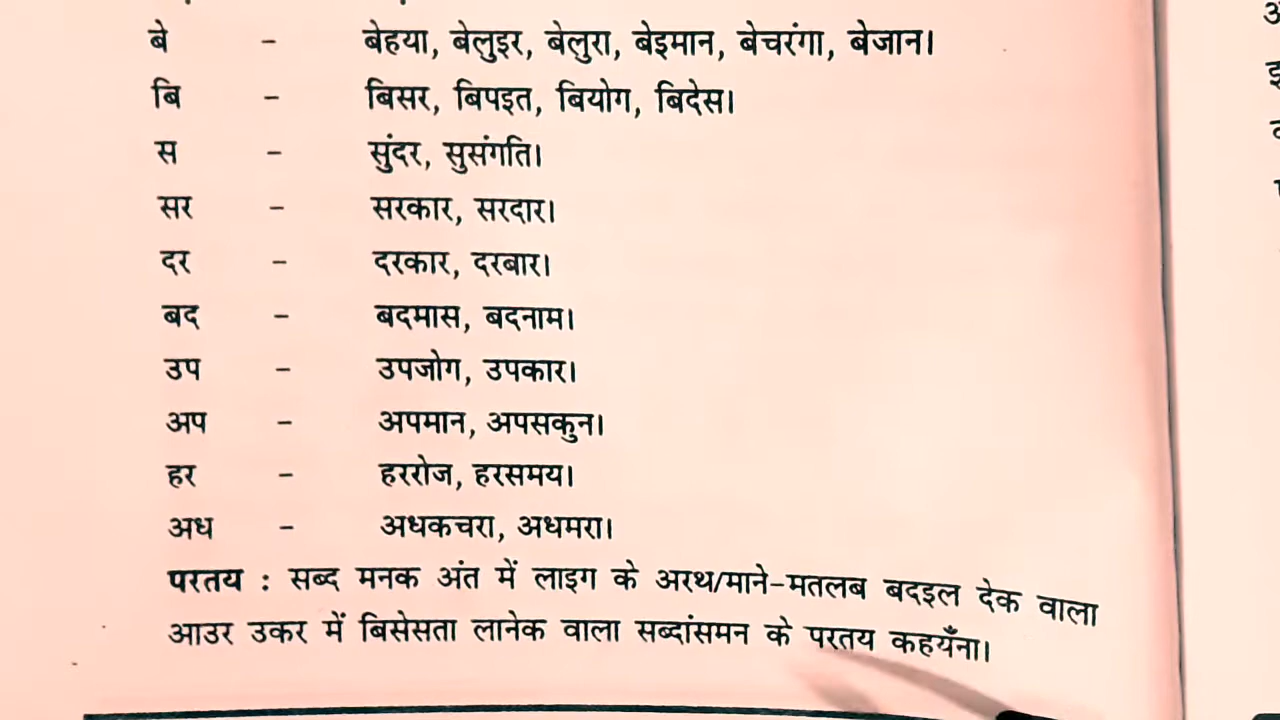 बे - बेहया, बेलुइर, बेलुरा, बेइमान, बेचरंगा, बेजान।
बि - बिसर, बिपइत, बियोग, बिदेस।
स - सुंदर, सुसंगति।
सर - सरकार, सरदार।
दर - दरकार, दरबार।
बद - बदमास, बदनाम।
उप - उपजोग, उपकार।
अप - अपमान, अपसकुन।
हर - हररोज, हरसमय।
अध - अधकचरा, अधमरा।
परतय : सब्द मनक अंत में लाइग के अरथ/माने-मतलब बदइल देक वाला
आउर उकर में बिसेसता लानेक वाला सब्दांसमन के परतय कहयँना।